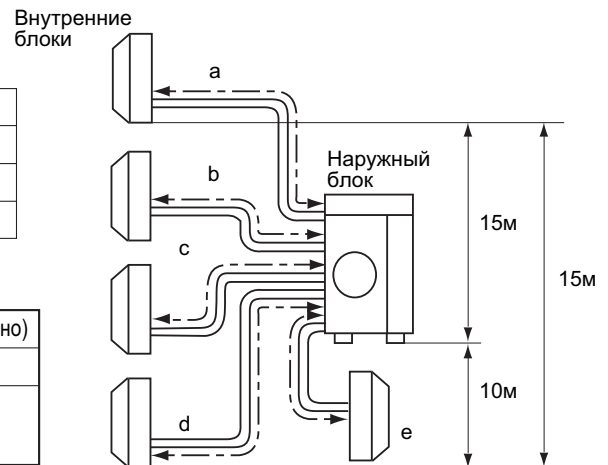 Внутренние
блоки
a
Наружный
блок
b
15м
c
15м
но)
10м
d
e